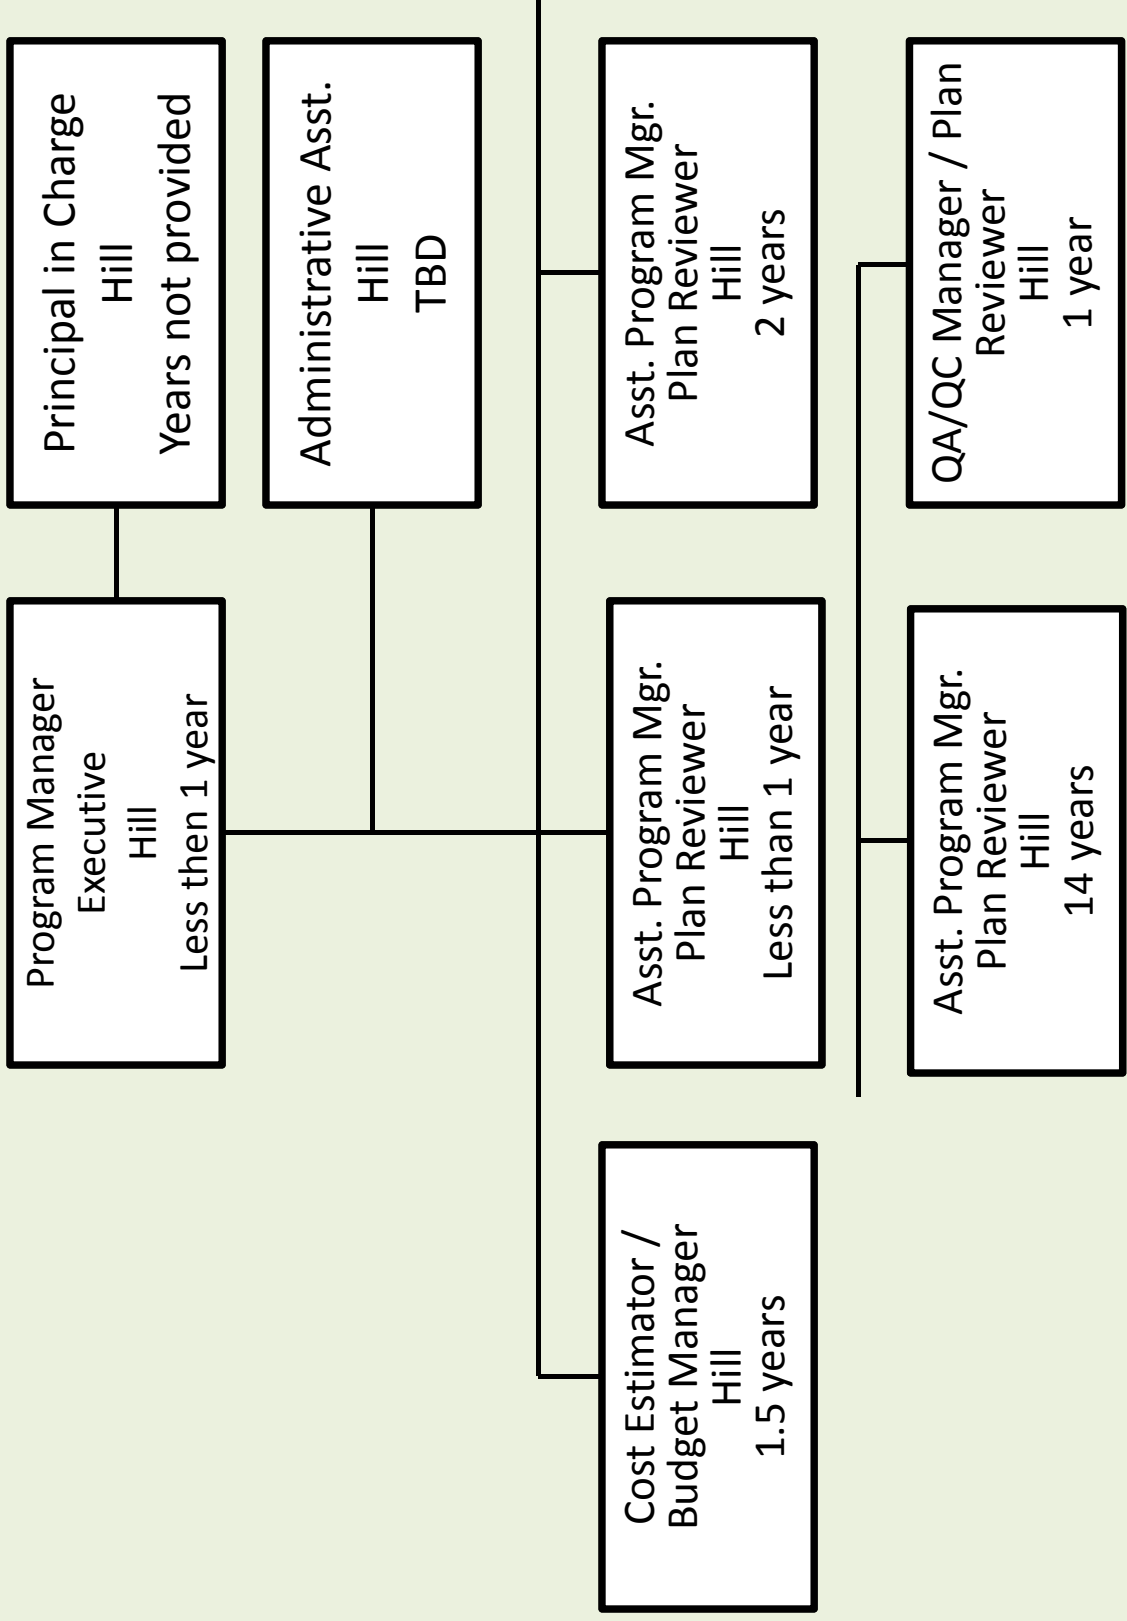 Program Manager
Executive
Hill
Less then 1 year
Principal in Charge
Hill
Years not provided
Administrative Asst.
Hill
TBD
Cost Estimator /
Budget Manager
Hill
1.5 years
Asst. Program Mgr.
Plan Reviewer
Hill
Less than 1 year
Asst. Program Mgr.
Plan Reviewer
Hill
2 years
Asst. Program Mgr.
Plan Reviewer
Hill
14 years
QA/QC Manager / Plan
Reviewer
Hill
1 year